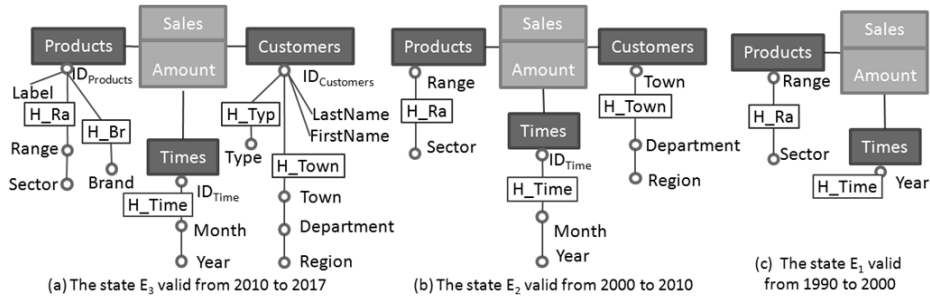 Products
Sales
Amount
Customers
IDProducts
Label
H_Ra
H_Br
Range
Sector
Brand
Times
IDTime
H_Time
Month
Year
IDCustomers
LastName
FirstName
H_Typ
Type
H_Town
Town
Department
Region
(a) The state E3 valid from 2010 to 2017
Products
Sales
Amount
Customers
Range
H_Ra
Sector
Times
IDTime
H_Time
Month
Year
Town
H_Town
Department
Region
(b) The state E2 valid from 2000 to 2010
Products
Sales
Amount
Range
H_Ra
Sector
Times
H_Time
Year
(c) The state E1 valid
from 1990 to 2000